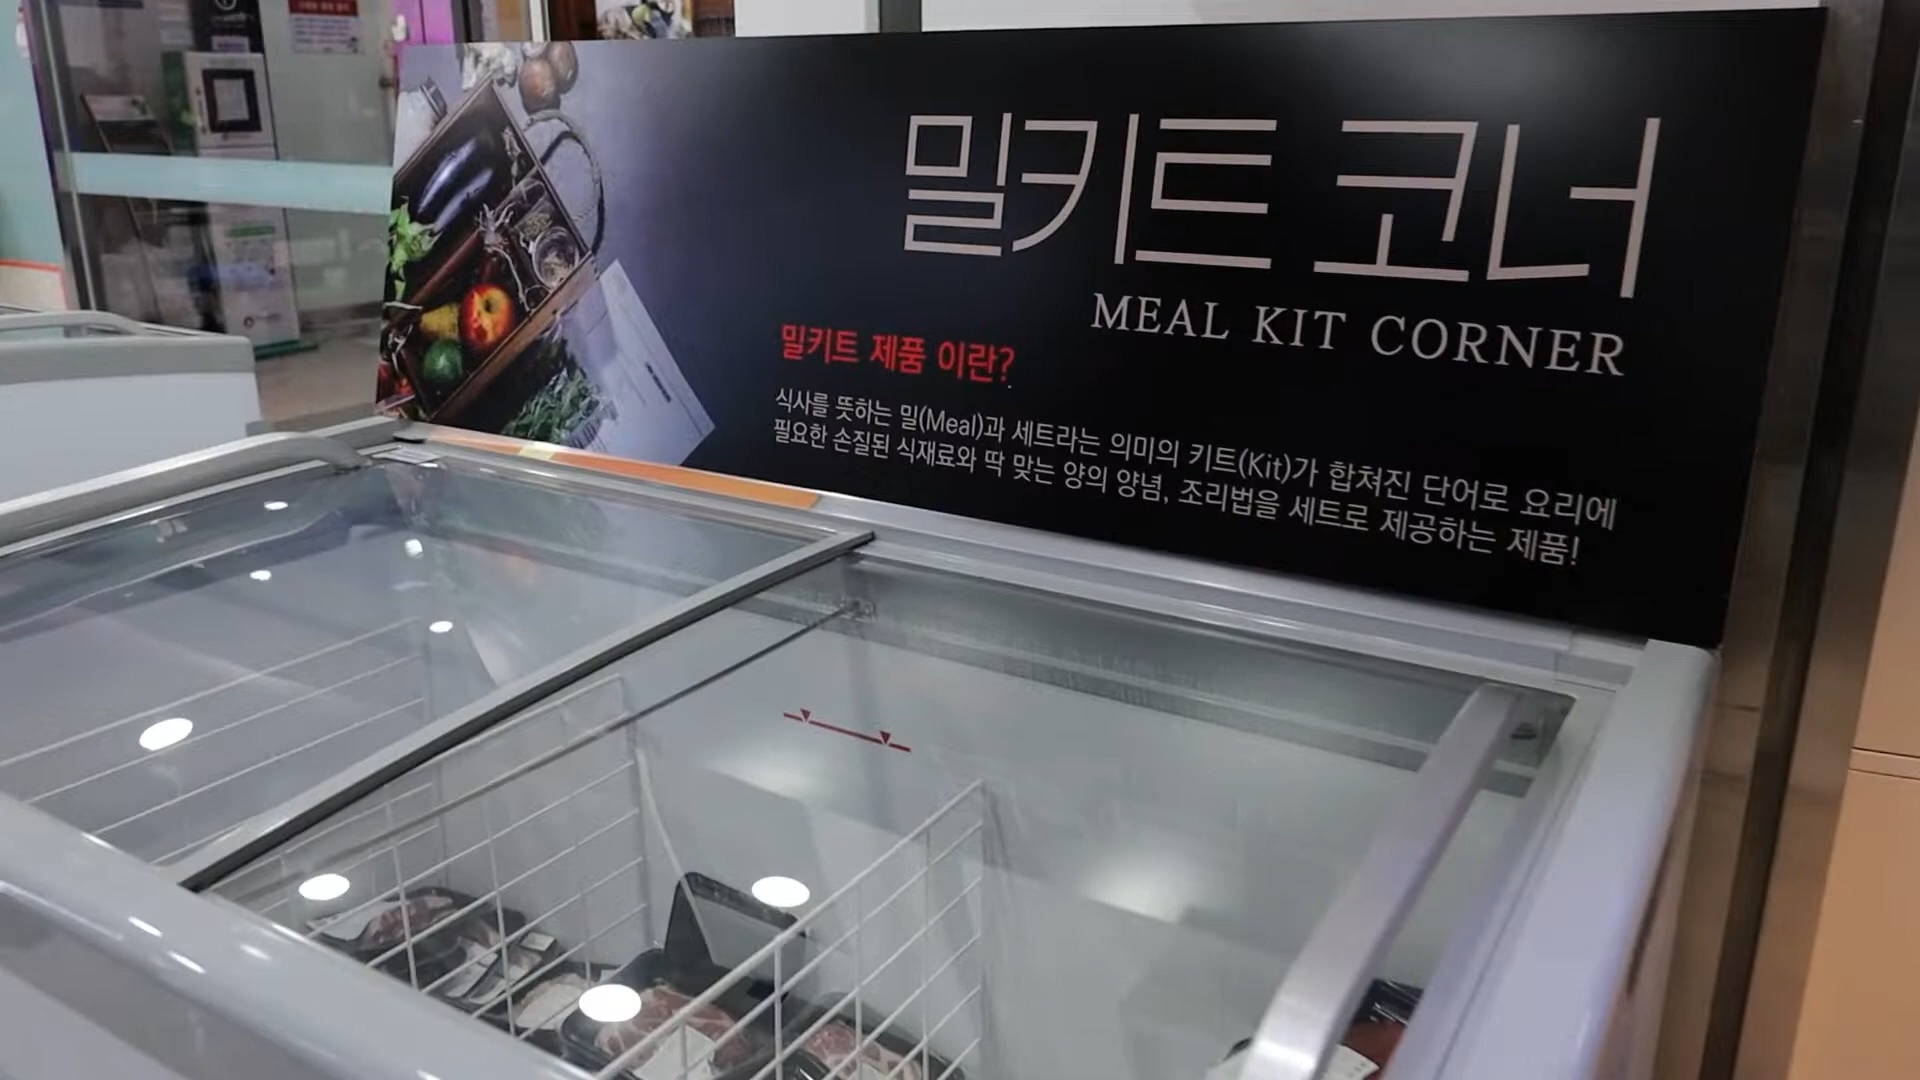 밀키트 코너
MEAL KIT CORNER
밀키트 제품 이란?
식사를 뜻하는 밀(Meal)과 세트라는 의미의 키트(Kit)가 합쳐진 단어로 요리에
필요한 손질된 식재료와 딱 맞는 양의 양념, 조리법을 세트로 제공하는 제품!